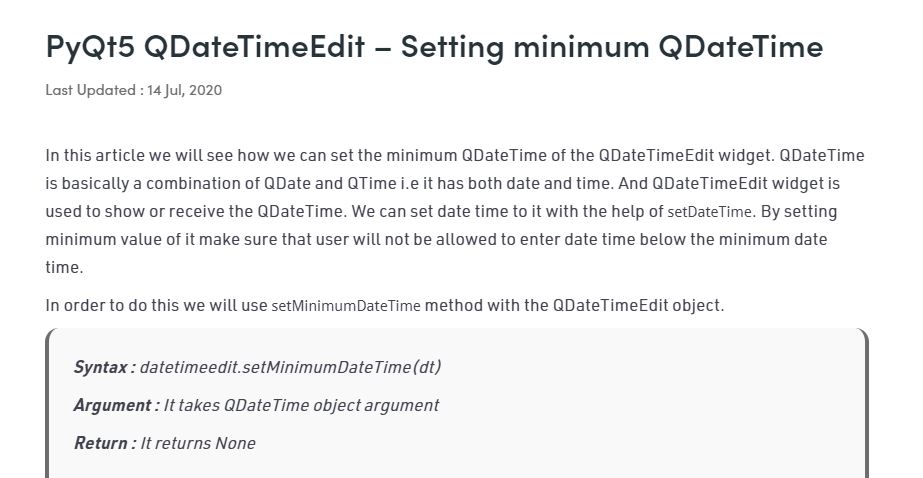 PyQt5 QDateTimeEdit – Setting minimum QDateTime
Last Updated : 14 Jul, 2020
In this article we will see how we can set the minimum QDateTime of the QDateTimeEdit widget. QDateTime
is basically a combination of QDate and QTime i.e it has both date and time. And QDateTimeEdit widget is
used to show or receive the QDateTime. We can set date time to it with the help of setDateTime. By setting
minimum value of it make sure that user will not be allowed to enter date time below the minimum date
time.
In order to do this we will use setMinimumDateTime method with the QDateTimeEdit object.
Syntax : datetimeedit.setMinimumDateTime(dt)
Argument : It takes QDateTime object argument
Return : It returns None